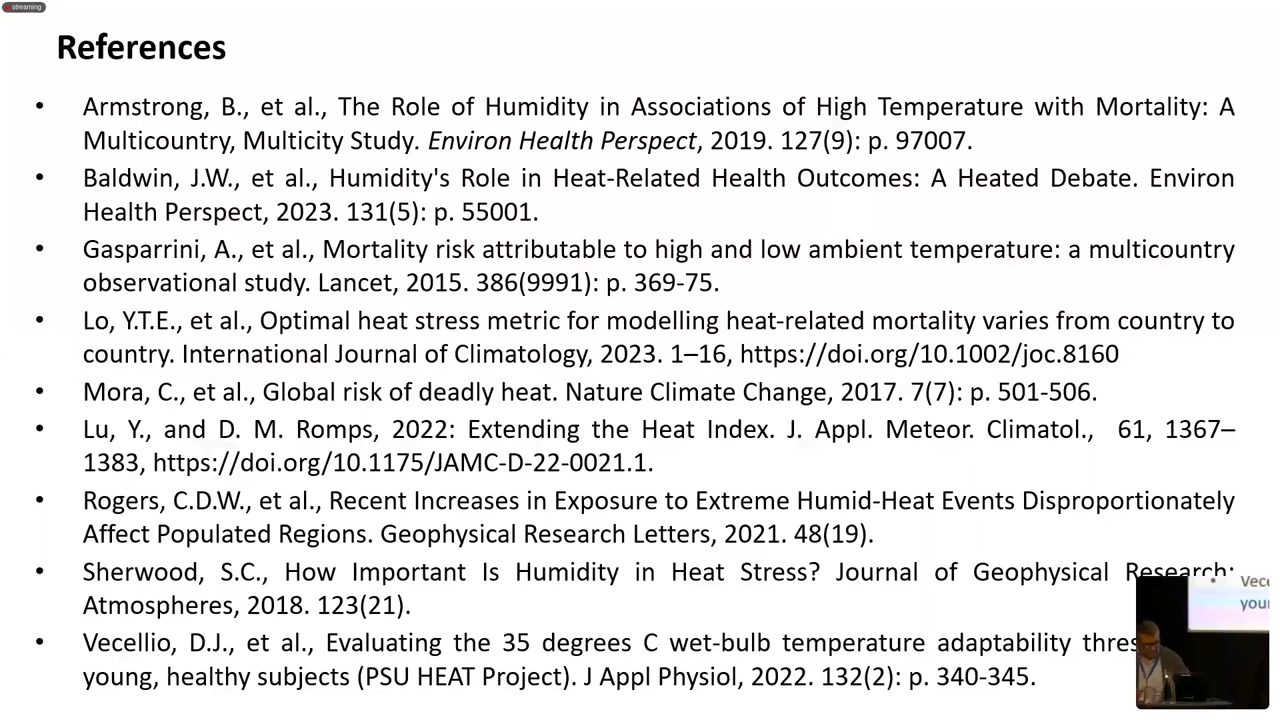 streaming
References
• Armstrong, B., et al., The Role of Humidity in Associations of High Temperature with Mortality: A
Multicountry, Multicity Study. Environ Health Perspect, 2019. 127(9): p. 97007.
• Baldwin, J.W., et al., Humidity's Role in Heat-Related Health Outcomes: A Heated Debate. Environ
Health Perspect, 2023. 131(5): p. 55001.
• Gasparrini, A., et al., Mortality risk attributable to high and low ambient temperature: a multicountry
observational study. Lancet, 2015. 386(9991): p. 369-75.
• Lo, Y.T.E., et al., Optimal heat stress metric for modelling heat-related mortality varies from country to
country. International Journal of Climatology, 2023. 1–16, https://doi.org/10.1002/joc.8160
• Mora, C., et al., Global risk of deadly heat. Nature Climate Change, 2017. 7(7): p. 501-506.
• Lu, Y., and D. M. Romps, 2022: Extending the Heat Index. J. Appl. Meteor. Climatol., 61, 1367–
1383, https://doi.org/10.1175/JAMC-D-22-0021.1.
• Rogers, C.D.W., et al., Recent Increases in Exposure to Extreme Humid-Heat Events Disproportionately
Affect Populated Regions. Geophysical Research Letters, 2021. 48(19).
• Sherwood, S.C., How Important Is Humidity in Heat Stress? Journal of Geophysical Research:
Atmospheres, 2018. 123(21).
• Vecellio, D.J., et al., Evaluating the 35 degrees C wet-bulb temperature adaptability thres
young, healthy subjects (PSU HEAT Project). J Appl Physiol, 2022. 132(2): p. 340-345.
• Vece
your